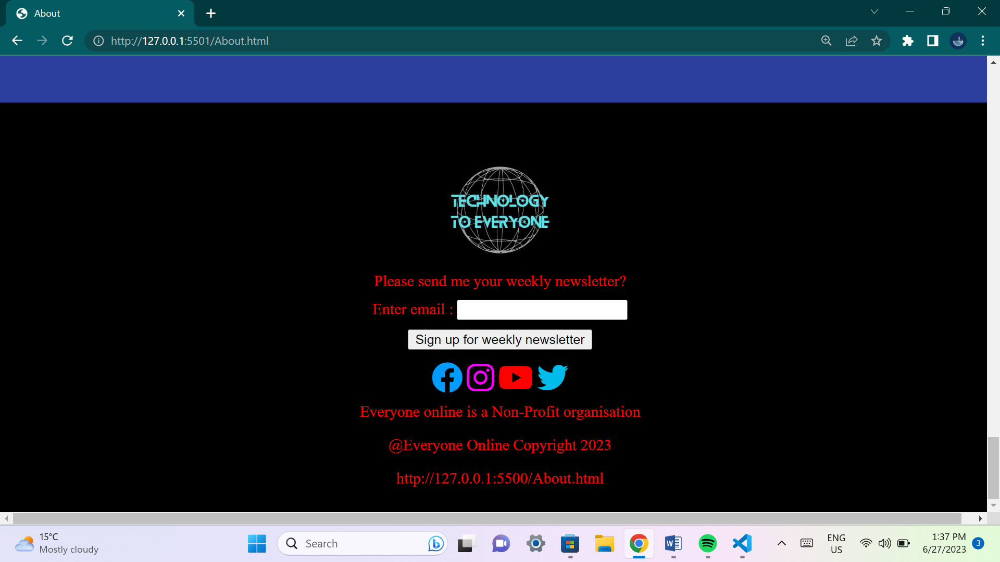 About
http://127.0.0.1:5501/About.html
TECHNOLOGY
TO EVERYONE
Please send me your weekly newsletter?
Enter email :
Sign up for weekly newsletter
Everyone online is a Non-Profit organisation
@Everyone Online Copyright 2023
http://127.0.0.1:5500/About.html
15°C
Mostly cloudy
Search
ENG
US
1:37 PM
6/27/2023
3